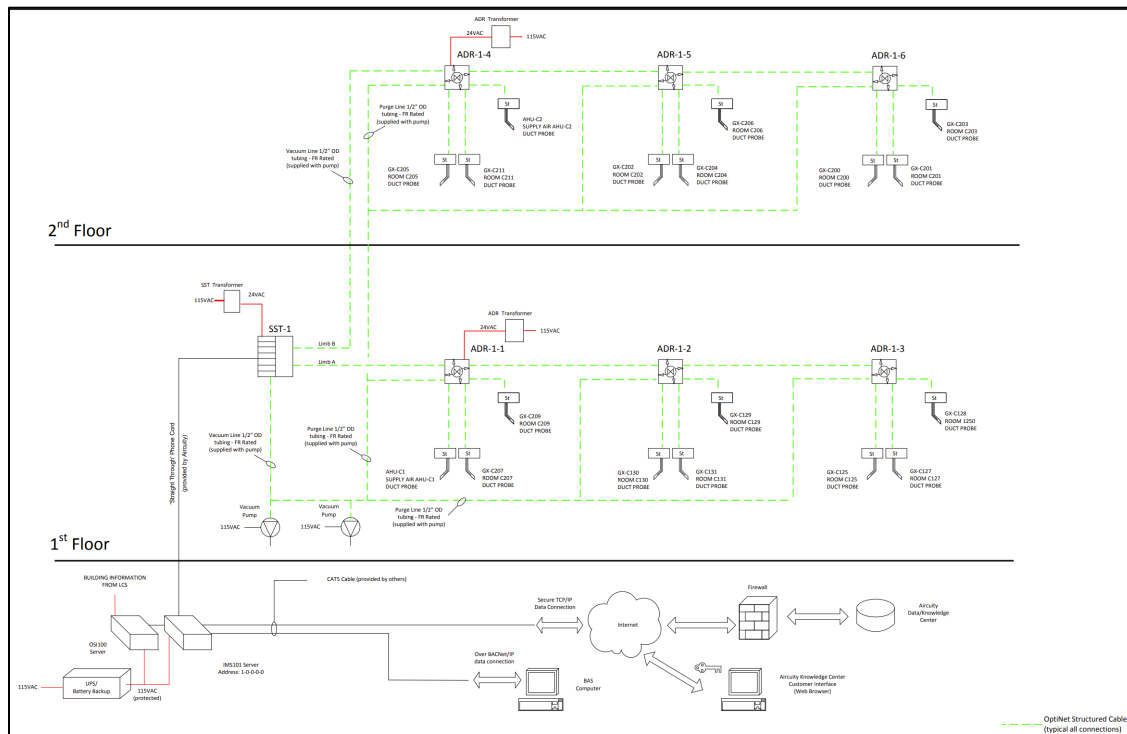 ADR Transformer
24VAC
115VAC
ADR-1-4
ADR-1-5
ADR-1-6
Purge Line 1/2" OD
tubing - FR Rated
(supplied with pump)
Vacuum Line 1/2" OD
tubing - FR Rated
(supplied with pump)
St
AHU-C2
SUPPLY AIR AHU-C2
DUCT PROBE
St
GX-C206
ROOM C206
DUCT PROBE
St
GX-C203
ROOM C203
DUCT PROBE
St
St
GX-C205
ROOM C205
DUCT PROBE
GX-C211
ROOM C211
DUCT PROBE
St
St
GX-C202
ROOM C202
DUCT PROBE
GX-C204
ROOM C204
DUCT PROBE
St
St
GX-C200
ROOM C200
DUCT PROBE
GX-C201
ROOM C201
DUCT PROBE
2nd Floor
SST Transformer
115VAC
24VAC
SST-1
Limb B
Limb A
ADR Transformer
24VAC
115VAC
ADR-1-1
ADR-1-2
ADR-1-3
St
GX-C209
ROOM C209
DUCT PROBE
St
GX-C129
ROOM C129
DUCT PROBE
St
GX-C128
ROOM 1250
DUCT PROBE
'Straight Through' Phone Cord
(provided by Aircuity)
Vacuum Line 1/2" OD
tubing - FR Rated
(supplied with pump)
Purge Line 1/2" OD
tubing - FR Rated
(supplied with pump)
St
St
AHU-C1
SUPPLY AIR AHU-C1
DUCT PROBE
GX-C207
ROOM C207
DUCT PROBE
St
St
GX-C130
ROOM C130
DUCT PROBE
GX-C131
ROOM C131
DUCT PROBE
St
St
GX-C125
ROOM C125
DUCT PROBE
GX-C127
ROOM C127
DUCT PROBE
Purge Line 1/2" OD
tubing - FR Rated
(supplied with pump)
Vacuum
Pump
115VAC
Vacuum
Pump
115VAC
1st Floor
BUILDING INFORMATION
FROM LCS
CAT5 Cable (provided by others)
OSI100
Server
IMS101 Server
Address: 1-0-0-0-0
UPS/
Battery Backup
115VAC
115VAC
(protected)
Secure TCP/IP
Data Connection
Internet
Firewall
Aircuity
Data/Knowledge
Center
Over BACNet/IP
data connection
BAS
Computer
Aircuity Knowledge Center
Customer Interface
(Web Browser)
OptiNet Structured Cable
(typical all connections)